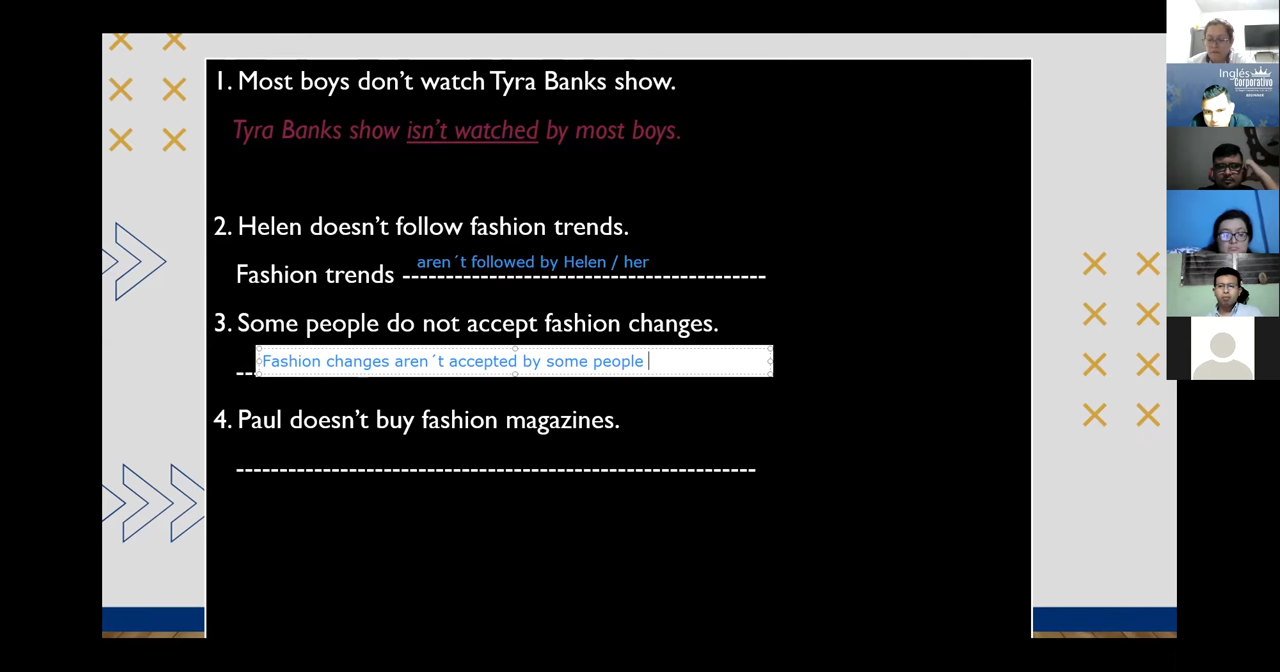 1. Most boys don't watch Tyra Banks show.
Tyra Banks show isn't watched by most boys.
2. Helen doesn't follow fashion trends.
aren´t followed by Helen / her
Fashion trends ------------------------------------------
3. Some people do not accept fashion changes.
Fashion changes aren´t accepted by some people
--
4. Paul doesn't buy fashion magazines.
------------------------------------------------------------
Inglés
Corporativo